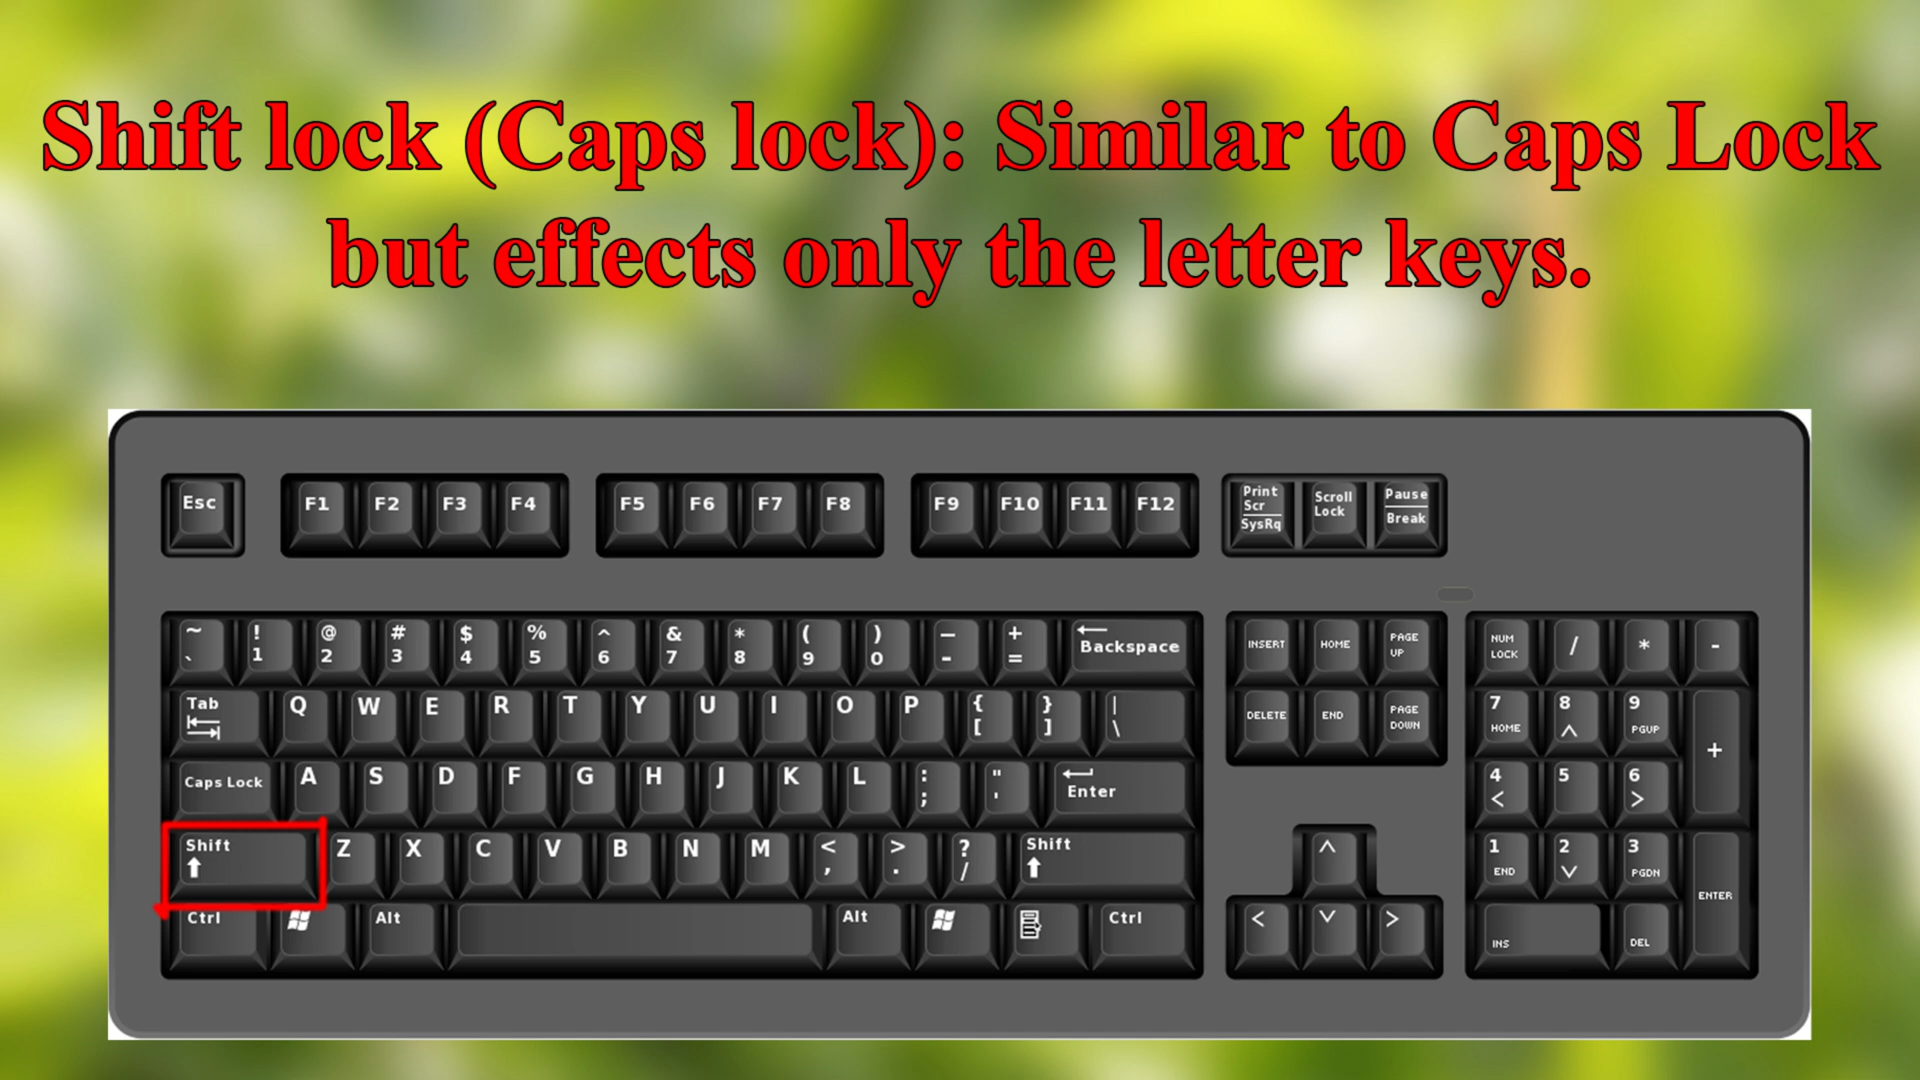 Shift lock (Caps lock): Similar to Caps Lock
but effects only the letter keys.
Esc F1 F2 F3 F4 F5 F6 F7 F8 F9 F10 F11 F12 Print Scr SysRq Scroll Lock Pause Break
~ ` ! 1 @ 2 # 3 $ 4 % 5 ^ 6 & 7 * 8 ( 9 ) 0 _ - + = Backspace INSERT HOME PAGE UP NUM LOCK / * -
Tab Q W E R T Y U I O P { [ } ] | \ DELETE END PAGE DOWN 7 HOME 8 ^ 9 PGUP +
Caps Lock A S D F G H J K L : ; " ' Enter 4 < 5 6 >
Shift Z X C V B N M < , > . ? / Shift ^ 1 END 2 v 3 PGDN ENTER
Ctrl Alt Alt Ctrl < v > INS DEL